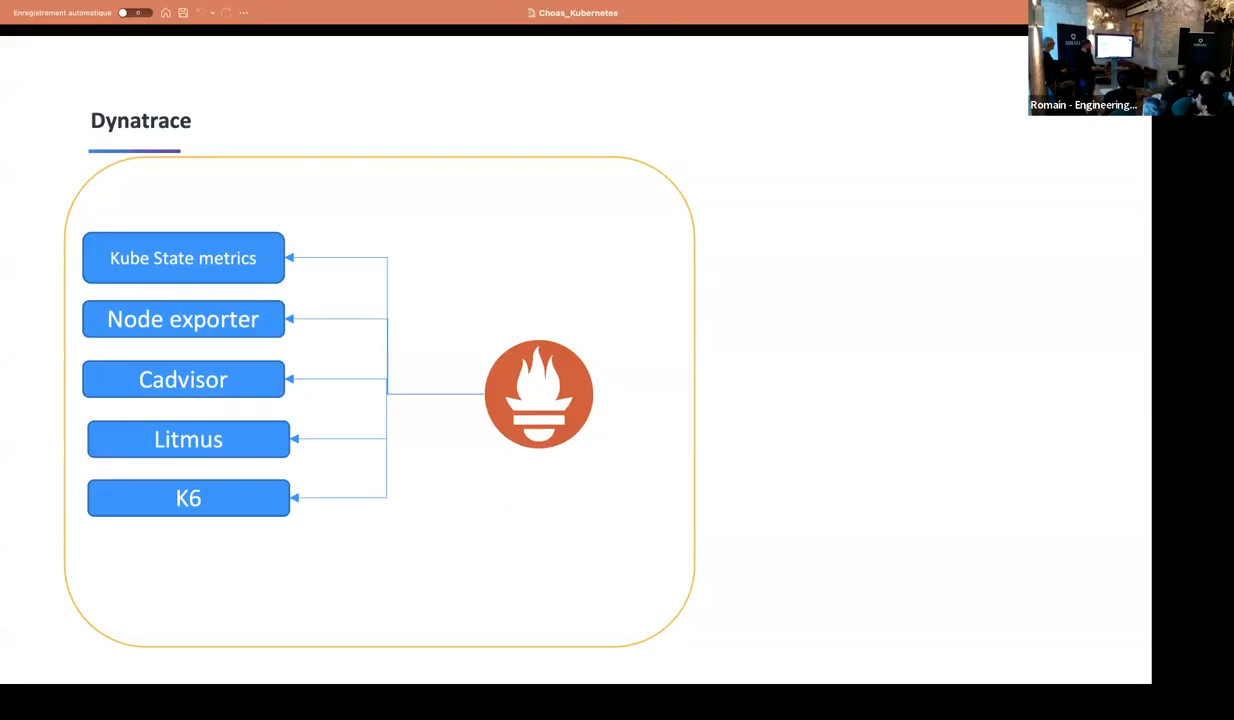 Enregistrement automatique
Choas_Kubernetes
Romain - Engineering...
Dynatrace
Kube State metrics
Node exporter
Cadvisor
Litmus
K6